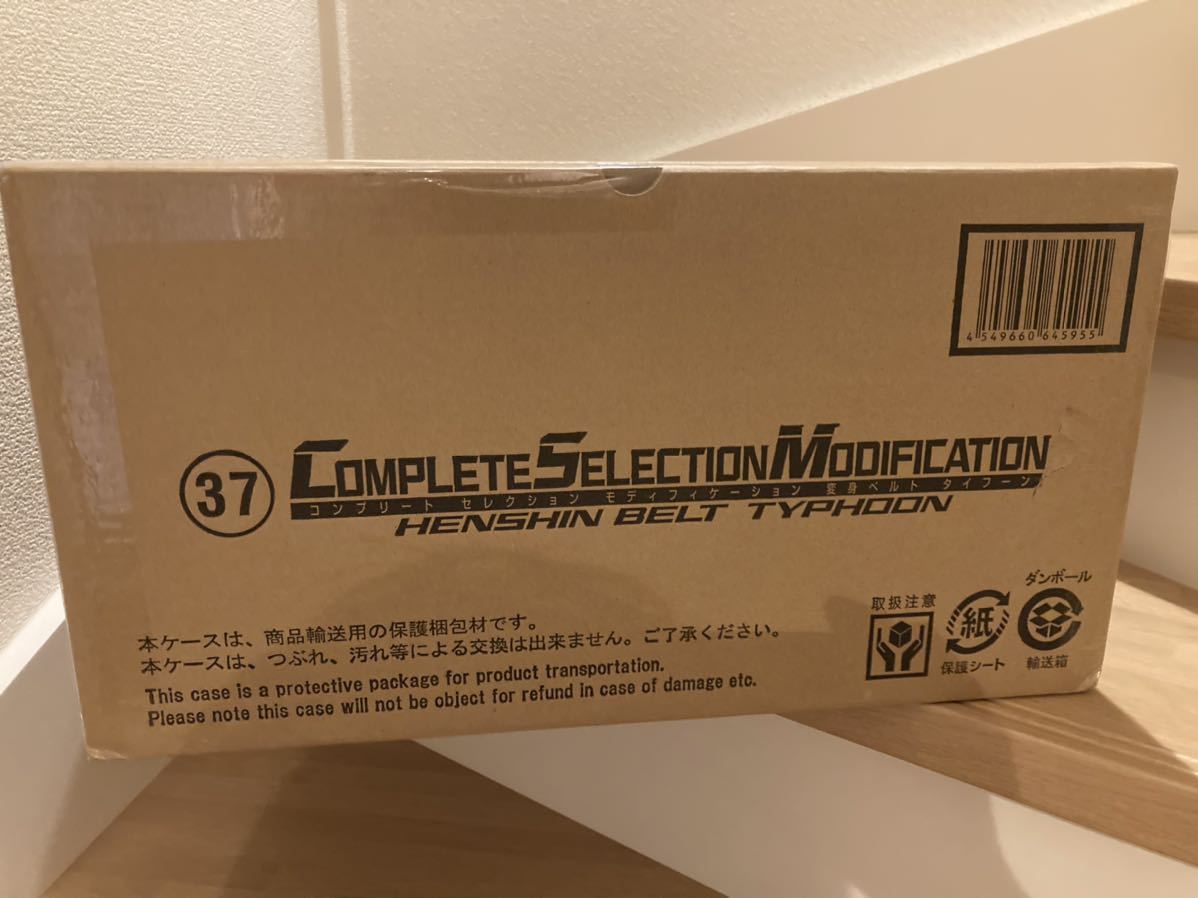 4 549660 645955
37
COMPLETE SELECTION MODIFICATION
コンプリート セレクション モディフィケーション 変身ベルト タイフーン
HENSHIN BELT TYPHOON
本ケースは、商品輸送用の保護梱包材です。
本ケースは、つぶれ、汚れ等による交換は出来ません。ご了承ください。
This case is a protective package for product transportation.
Please note this case will not be object for refund in case of damage etc.
取扱注意
紙
保護シート
ダンボール
輸送箱